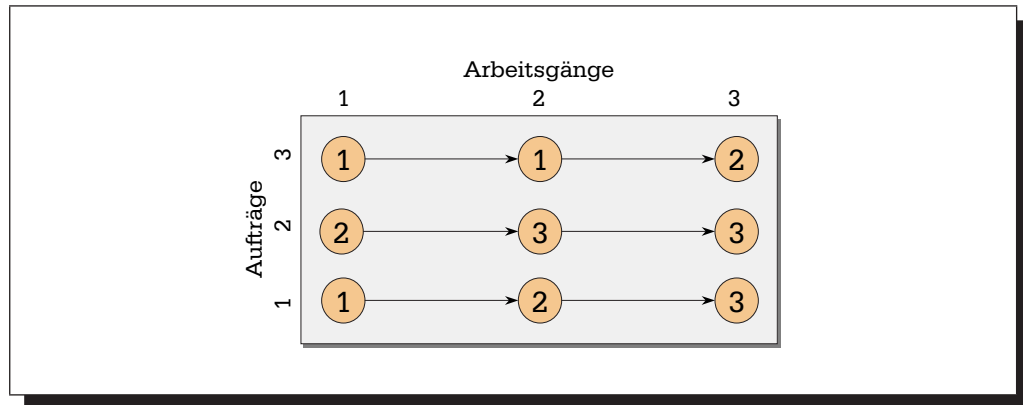 Arbeitsgänge
1 2 3
Aufträge
3 1 1 2
2 2 3 3
1 1 2 3